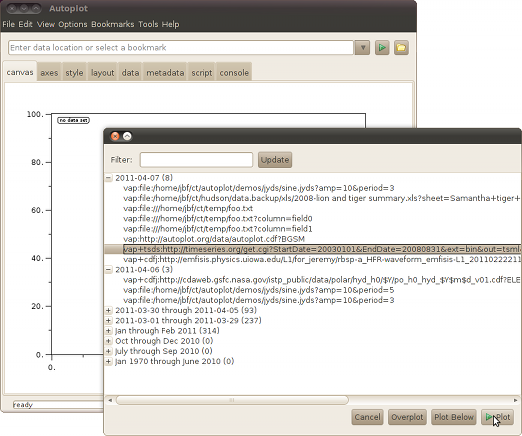 Autoplot
File Edit View Options Bookmarks Tools Help
Enter data location or select a bookmark
canvas axes style layout data metadata script console
100.
no data set
80.
60.
40.
20.
0.
0.
ready
Filter: Update
2011-04-07 (8)
vap:file:/home/jbf/ct/autoplot/demos/jyds/sine.jyds?amp=10&period=3
vap:file:/home/jbf/ct/hudson/data.backup/xls/2008-lion and tiger summary.xls?sheet=Samantha+tiger+
vap:file:///home/jbf/ct/temp/foo.txt
vap:file:///home/jbf/ct/temp/foo.txt?column=field0
vap:file:///home/jbf/ct/temp/foo.txt?column=field1
vap:http://autoplot.org/data/autoplot.cdf?BGSM
vap+tsds:http://timeseries.org/get.cgi?StartDate=20030101&EndDate=20080831&ext=bin&out=tsml
vap+cdfj:http://emfisis.physics.uiowa.edu/L1/for_jeremy/rbsp-a_HFR-waveform_emfisis-L1_20110222211
2011-04-06 (3)
vap+cdfj:http://cdaweb.gsfc.nasa.gov/istp_public/data/polar/hyd_h0/$Y/po_h0_hyd_$Y$m$d_v01.cdf?ELE
vap:file:/home/jbf/ct/autoplot/demos/jyds/sine.jyds?amp=10&period=5
vap:file:/home/jbf/ct/autoplot/demos/jyds/sine.jyds?amp=10&period=3
2011-03-30 through 2011-04-05 (93)
2011-03-01 through 2011-03-29 (237)
Jan through Feb 2011 (314)
Oct through Dec 2010 (0)
July through Sep 2010 (0)
Jan 1970 through June 2010 (0)
Cancel Overplot Plot Below Plot